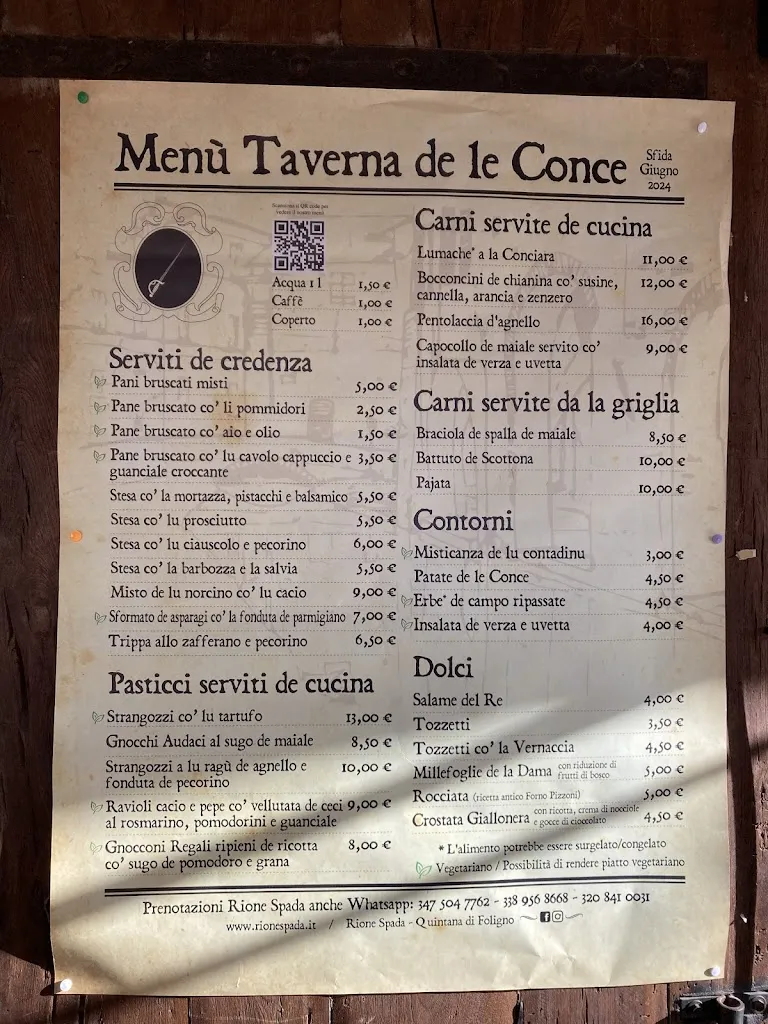 Menù Taverna de le Conce
Sfida
Giugno
2024
Scansiona il QR code per
vedere il nostro menù
Acqua 1 l 1,50 €
Caffè 1,00 €
Coperto 1,00 €
Serviti de credenza
Pani bruscati misti 5,00 €
Pane bruscato co' li pommidori 2,50 €
Pane bruscato co' aio e olio 1,50 €
Pane bruscato co' lu cavolo cappuccio e 3,50 €
guanciale croccante
Stesa co' la mortazza, pistacchi e balsamico 5,50 €
Stesa co' lu prosciutto 5,50 €
Stesa co' lu ciauscolo e pecorino 6,00 €
Stesa co' la barbozza e la salvia 5,50 €
Misto de lu norcino co' lu cacio 9,00 €
Sformato de asparagi co' la fonduta de parmigiano 7,00 €
Trippa allo zafferano e pecorino 6,50 €
Pasticci serviti de cucina
Strangozzi co' lu tartufo 13,00 €
Gnocchi Audaci al sugo de maiale 8,50 €
Strangozzi a lu ragù de agnello e 10,00 €
fonduta de pecorino
Ravioli cacio e pepe co' vellutata de ceci 9,00 €
al rosmarino, pomodorini e guanciale
Gnocconi Regali ripieni de ricotta 8,00 €
co' sugo de pomodoro e grana
Carni servite de cucina
Lumache* a la Conciara 11,00 €
Bocconcini de chianina co' susine, 12,00 €
cannella, arancia e zenzero
Pentolaccia d'agnello 16,00 €
Capocollo de maiale servito co' 9,00 €
insalata de verza e uvetta
Carni servite da la griglia
Braciola de spalla de maiale 8,50 €
Battuto de Scottona 10,00 €
Pajata 10,00 €
Contorni
Misticanza de lu contadinu 3,00 €
Patate de le Conce 4,50 €
Erbe* de campo ripassate 4,50 €
Insalata de verza e uvetta 4,00 €
Dolci
Salame del Re 4,00 €
Tozzetti 3,50 €
Tozzetti co' la Vernaccia 4,50 €
Millefoglie de la Dama con riduzione di frutti di bosco 5,00 €
Rocciata (ricetta antico Forno Pizzoni) 5,00 €
Crostata Giallonera con ricotta, crema di nocciole e gocce di cioccolato 4,50 €
* L'alimento potrebbe essere surgelato/congelato
Vegetariano / Possibilità di rendere piatto vegetariano
Prenotazioni Rione Spada anche Whatsapp: 347 504 7762 - 338 956 8668 - 320 841 0031
www.rionespada.it / Rione Spada - Quintana di Foligno